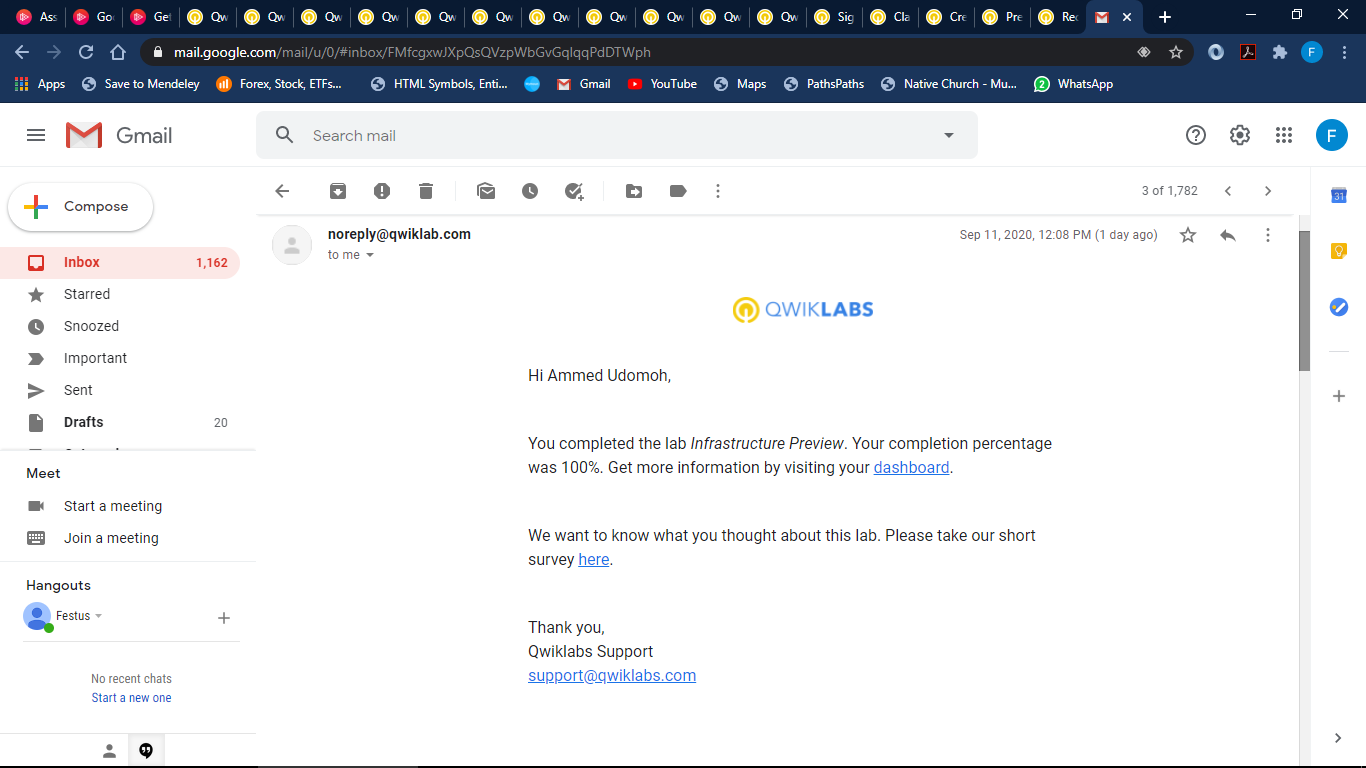 Ass
Goo
Get
Qw
Qw
Qw
Qw
Qw
Qw
Qw
Qw
Qw
Qw
Qw
Sig
Cla
Cre
Pre
Rec
mail.google.com/mail/u/0/#inbox/FMfcgxwJXpQsQVzpWbGvGqlqqPdDTWph
F
Apps Save to Mendeley Forex, Stock, ETFs... HTML Symbols, Enti... Gmail YouTube Maps PathsPaths Native Church - Mu... 2 WhatsApp
Gmail
Search mail
F
Compose
3 of 1,782
31
Inbox 1,162
Starred
Snoozed
Important
Sent
Drafts 20
Meet
Start a meeting
Join a meeting
Hangouts
Festus
No recent chats
Start a new one
noreply@qwiklab.com
Sep 11, 2020, 12:08 PM (1 day ago)
to me
QWIKLABS
Hi Ammed Udomoh,
You completed the lab Infrastructure Preview. Your completion percentage
was 100%. Get more information by visiting your dashboard.
We want to know what you thought about this lab. Please take our short
survey here.
Thank you,
Qwiklabs Support
support@qwiklabs.com